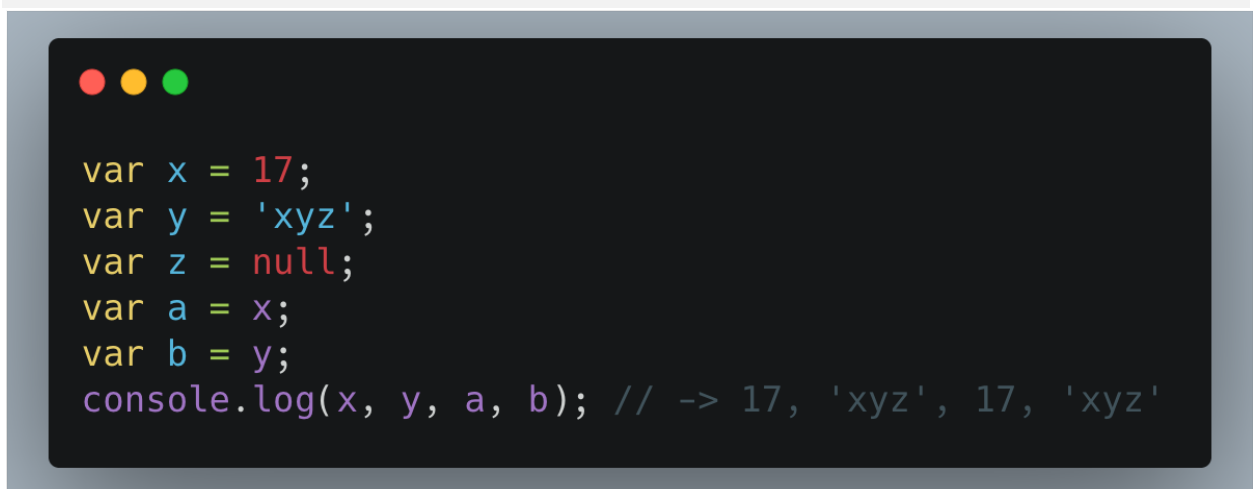 var x = 17;
var y = 'xyz';
var z = null;
var a = x;
var b = y;
console.log(x, y, a, b); // -> 17, 'xyz', 17, 'xyz'